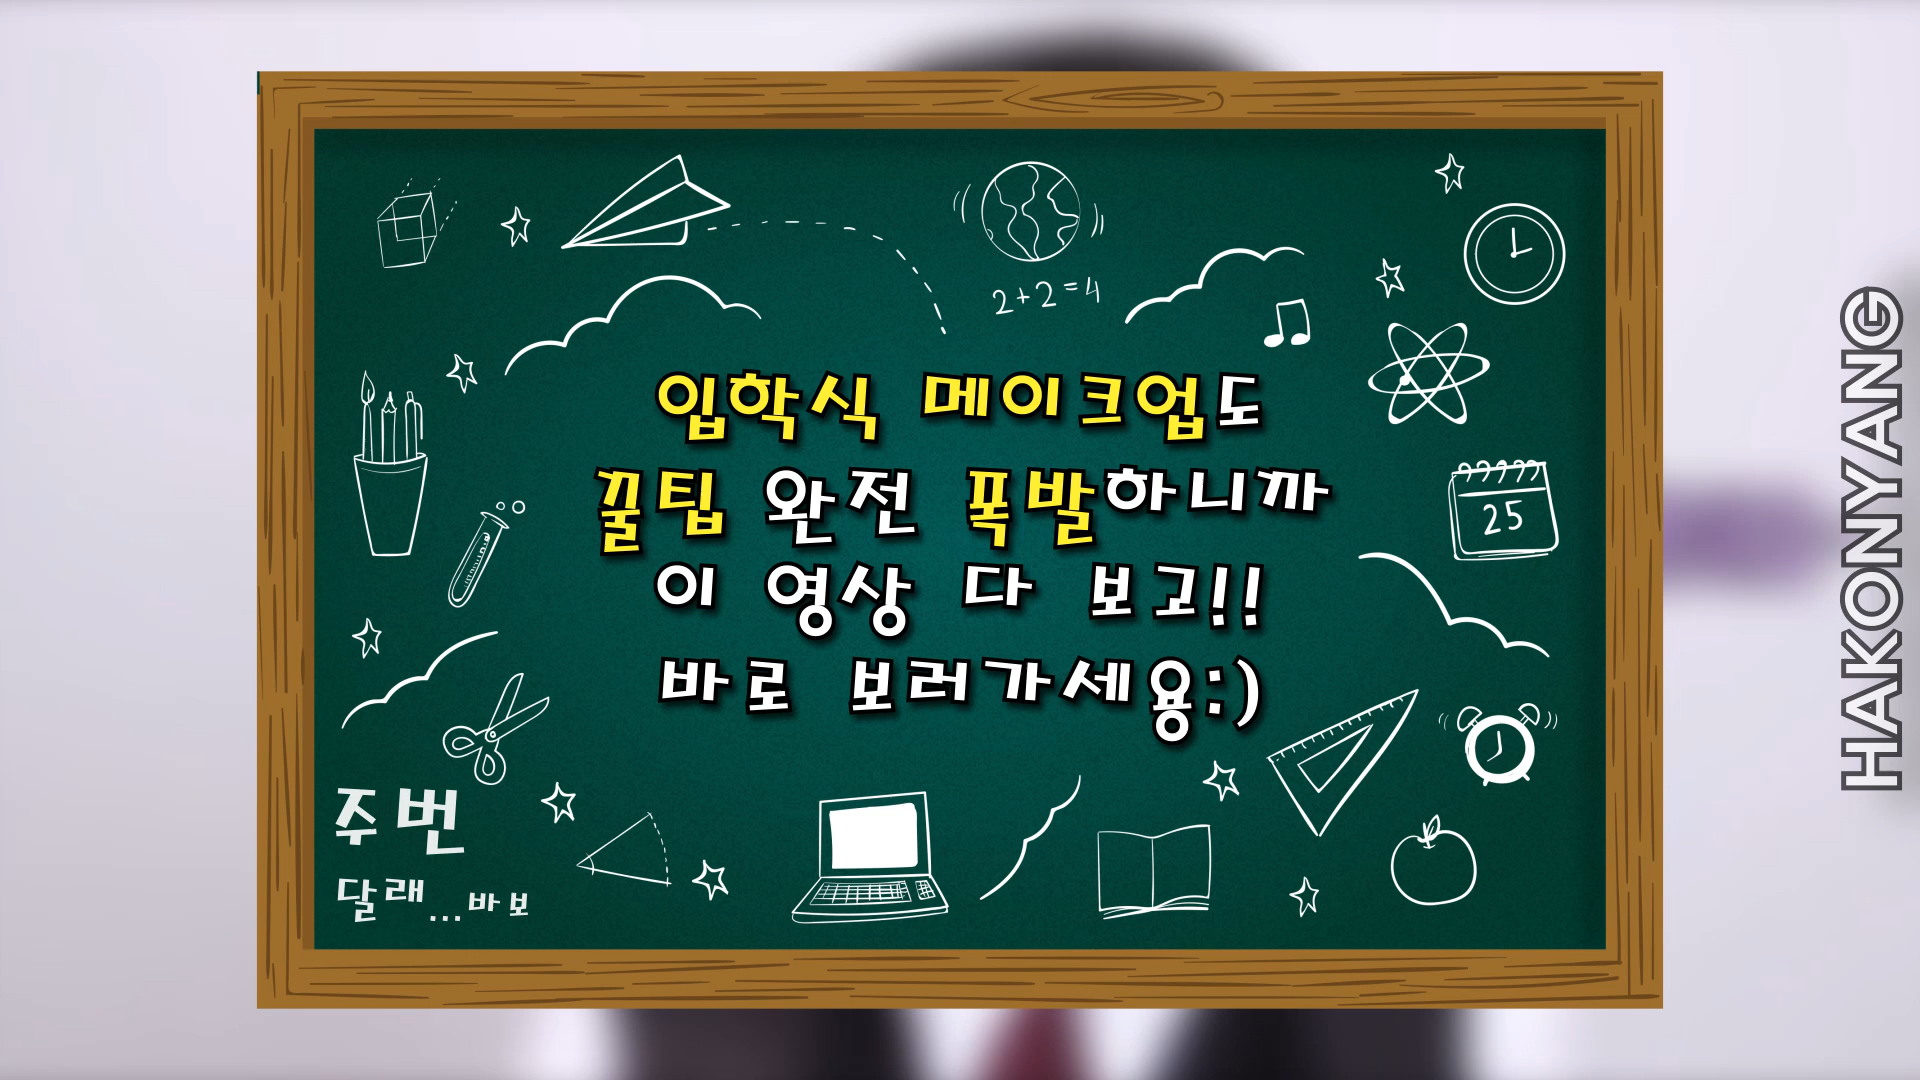 2+2=4
25
입학식 메이크업도
꿀팁 완전 폭발하니까
이 영상 다 보고!!
바로 보러가세용:)
주번
달래...바보
HAKONYANG